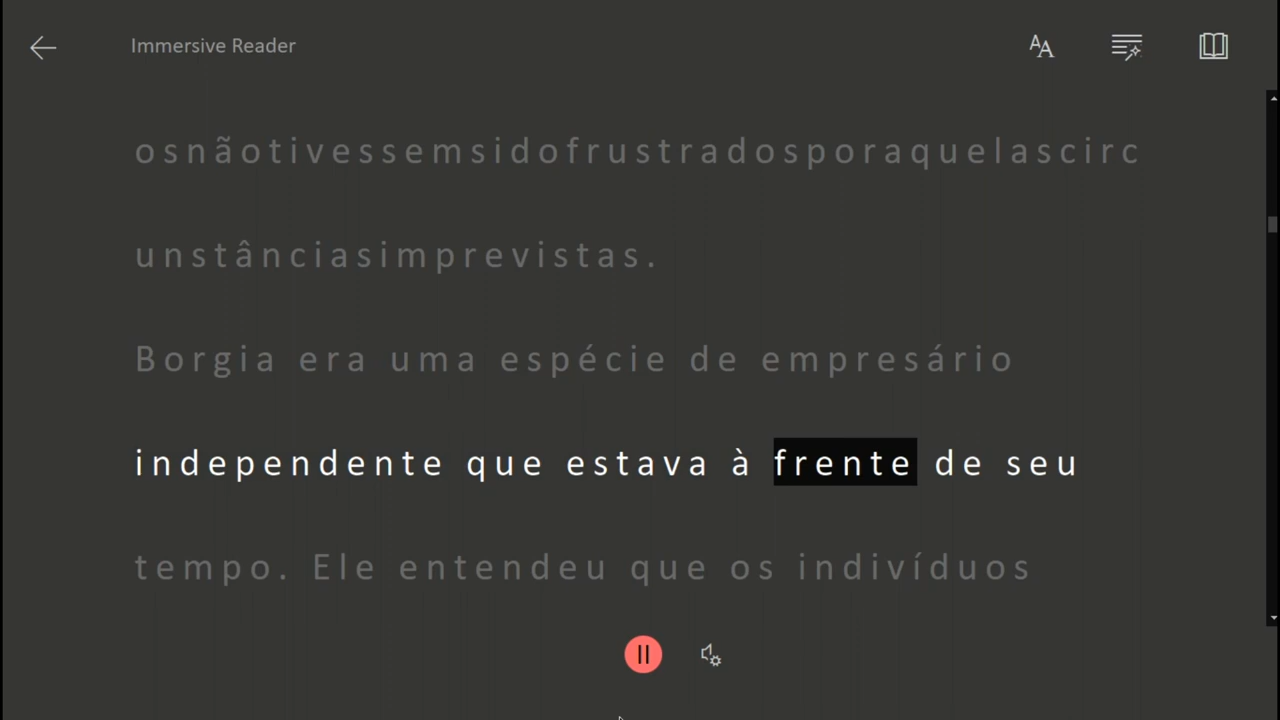 Immersive Reader
osnãotivessemsidofrustradosporaquelascirc
unstânciasimprevistas.
Borgia era uma espécie de empresário
independente que estava à frente de seu
tempo. Ele entendeu que os indivíduos